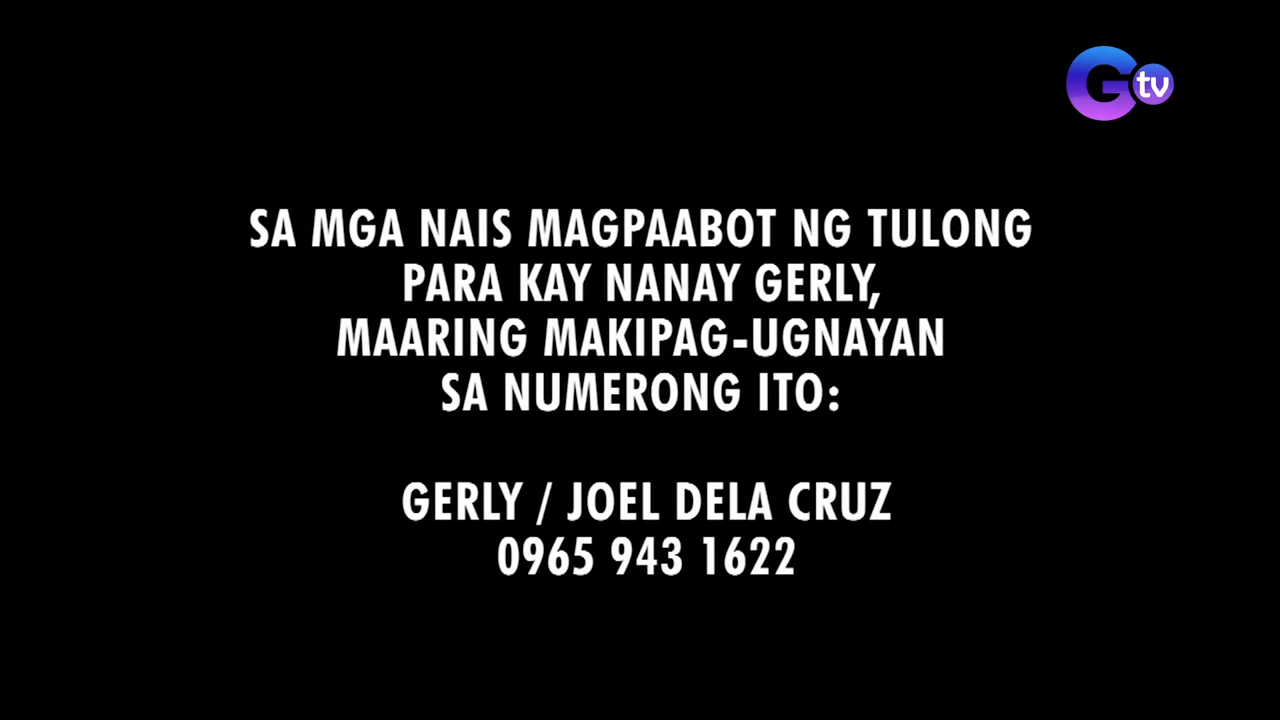 Gtv
SA MGA NAIS MAGPAABOT NG TULONG
PARA KAY NANAY GERLY,
MAARING MAKIPAG-UGNAYAN
SA NUMERONG ITO:
GERLY / JOEL DELA CRUZ
0965 943 1622